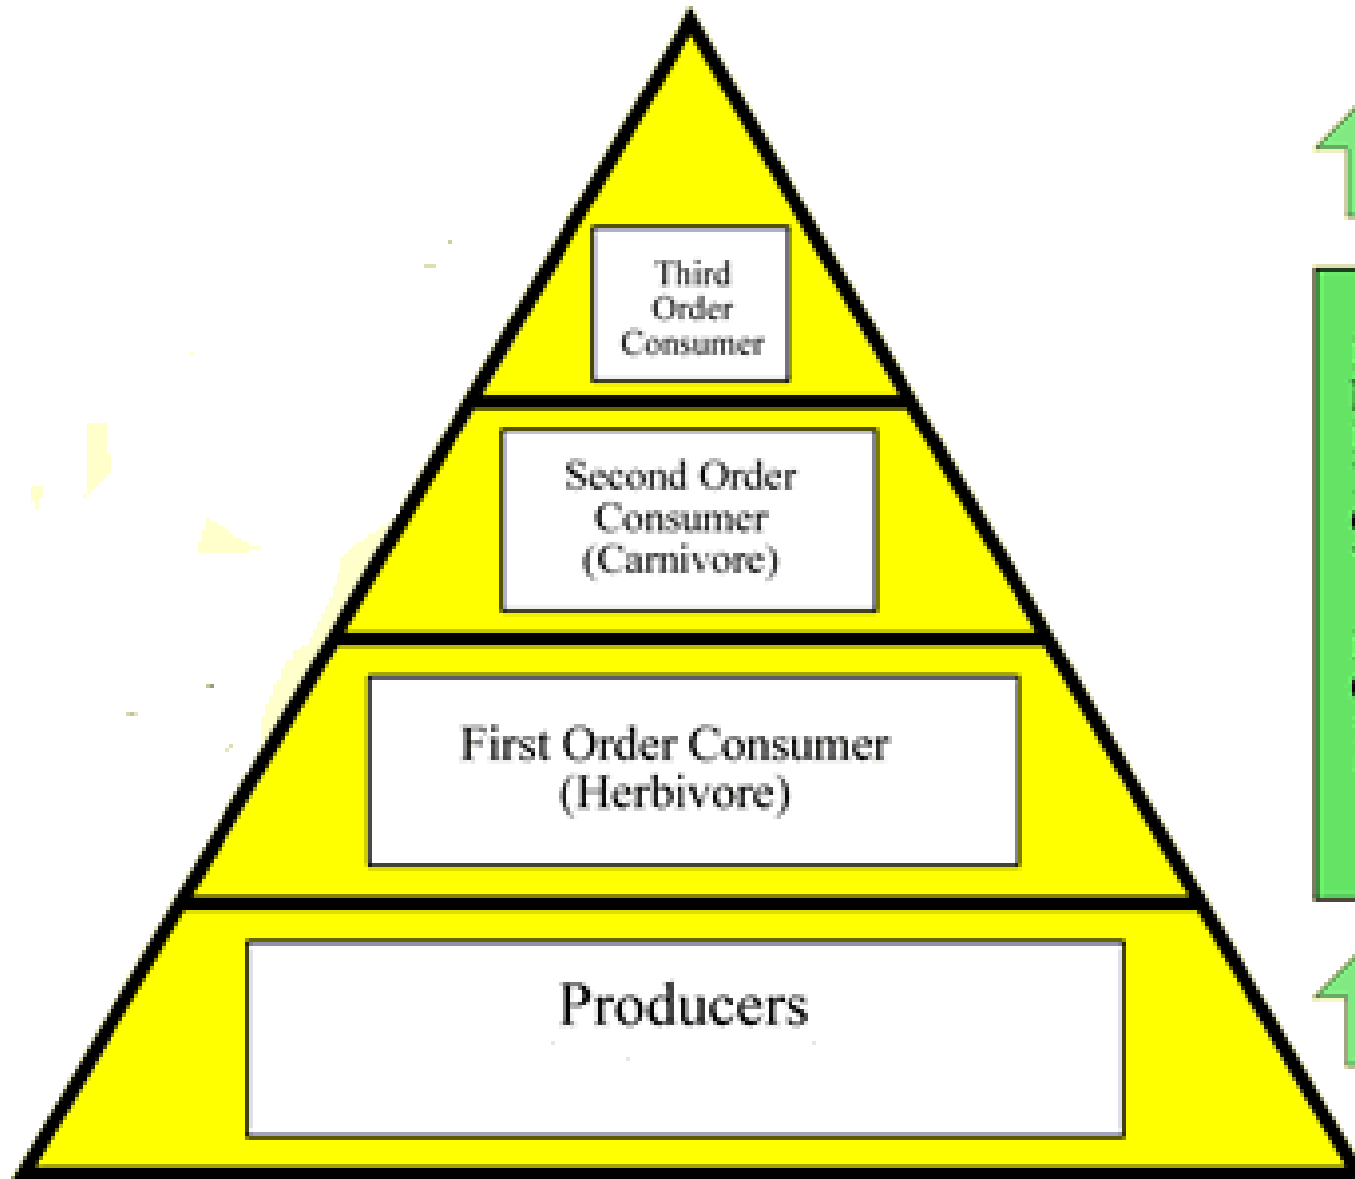 Third
Order
Consumer
Second Order
Consumer
(Carnivore)
First Order Consumer
(Herbivore)
Producers